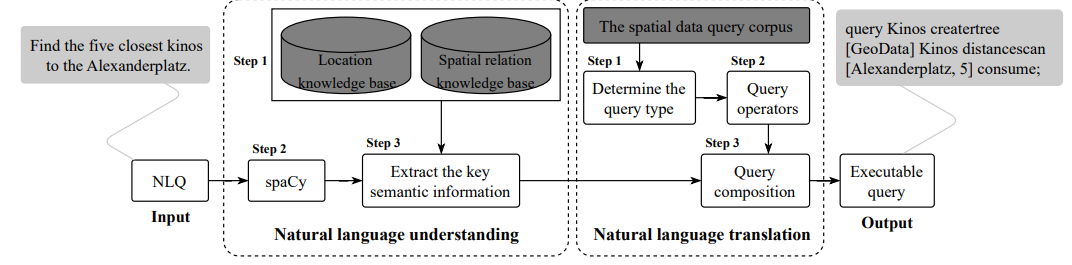 Find the five closest kinos
to the Alexanderplatz.
NLQ
Input
Step 1
Location
knowledge base
Spatial relation
knowledge base
Step 2
spaCy
Step 3
Extract the key
semantic information
Natural language understanding
The spatial data query corpus
Step 1
Determine the
query type
Step 2
Query
operators
Step 3
Query
composition
Natural language translation
query Kinos creatertree
[GeoData] Kinos distancescan
[Alexanderplatz, 5] consume;
Executable
query
Output